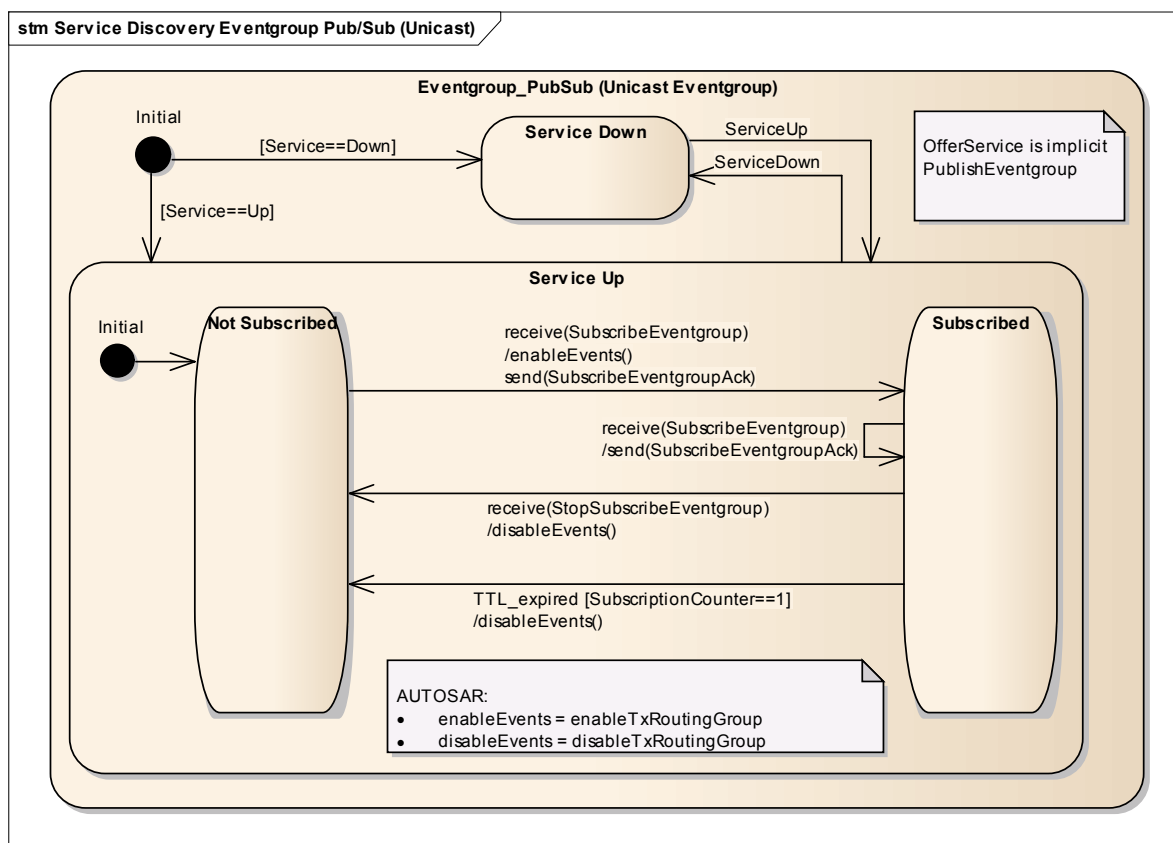 stm Service Discovery Eventgroup Pub/Sub (Unicast)
Eventgroup_PubSub (Unicast Eventgroup)
Initial
Service Down
[Service==Down]
ServiceUp
ServiceDown
OfferService is implicit
PublishEventgroup
[Service==Up]
Service Up
Initial
Not Subscribed
Subscribed
receive(SubscribeEventgroup)
/enableEvents()
send(SubscribeEventgroupAck)
receive(SubscribeEventgroup)
/send(SubscribeEventgroupAck)
receive(StopSubscribeEventgroup)
/disableEvents()
TTL_expired [SubscriptionCounter==1]
/disableEvents()
AUTOSAR:
• enableEvents = enableTxRoutingGroup
• disableEvents = disableTxRoutingGroup